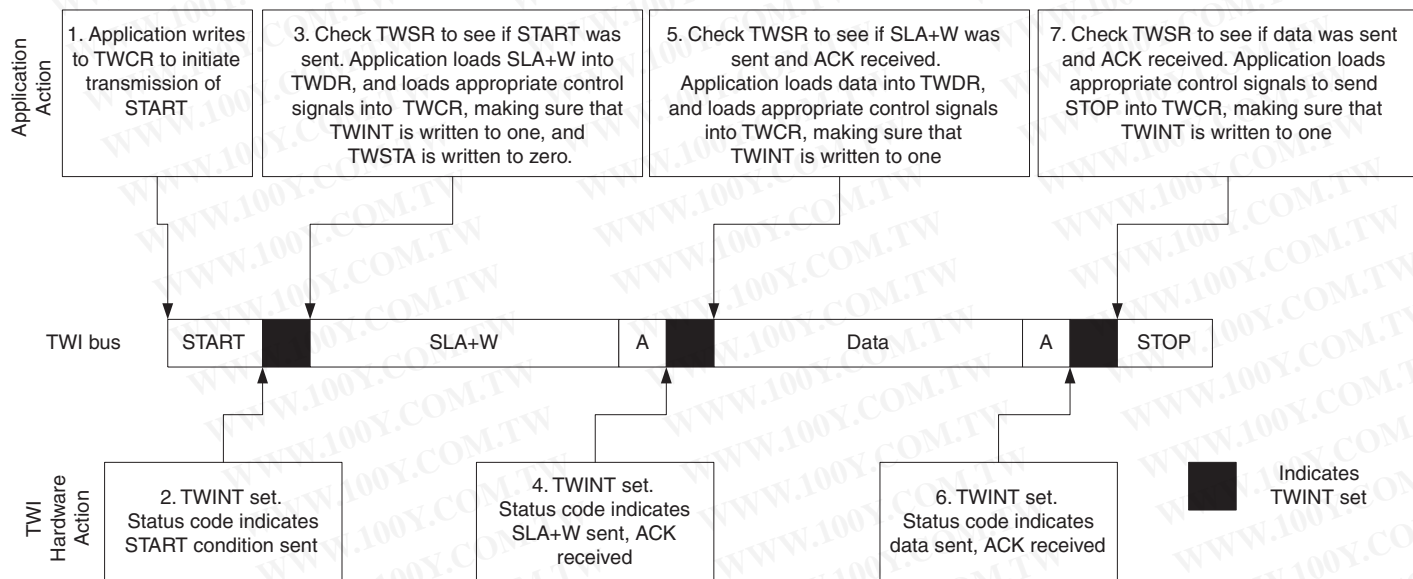 Application
Action
1. Application writes
to TWCR to initiate
transmission of
START
3. Check TWSR to see if START was
sent. Application loads SLA+W into
TWDR, and loads appropriate control
signals into TWCR, making sure that
TWINT is written to one, and
TWSTA is written to zero.
5. Check TWSR to see if SLA+W was
sent and ACK received.
Application loads data into TWDR,
and loads appropriate control signals
into TWCR, making sure that
TWINT is written to one
7. Check TWSR to see if data was sent
and ACK received. Application loads
appropriate control signals to send
STOP into TWCR, making sure that
TWINT is written to one
TWI bus
START
SLA+W
A
Data
A
STOP
TWI
Hardware
Action
2. TWINT set.
Status code indicates
START condition sent
4. TWINT set.
Status code indicates
SLA+W sent, ACK
received
6. TWINT set.
Status code indicates
data sent, ACK received
Indicates
TWINT set
WWW.100Y.COM.TW